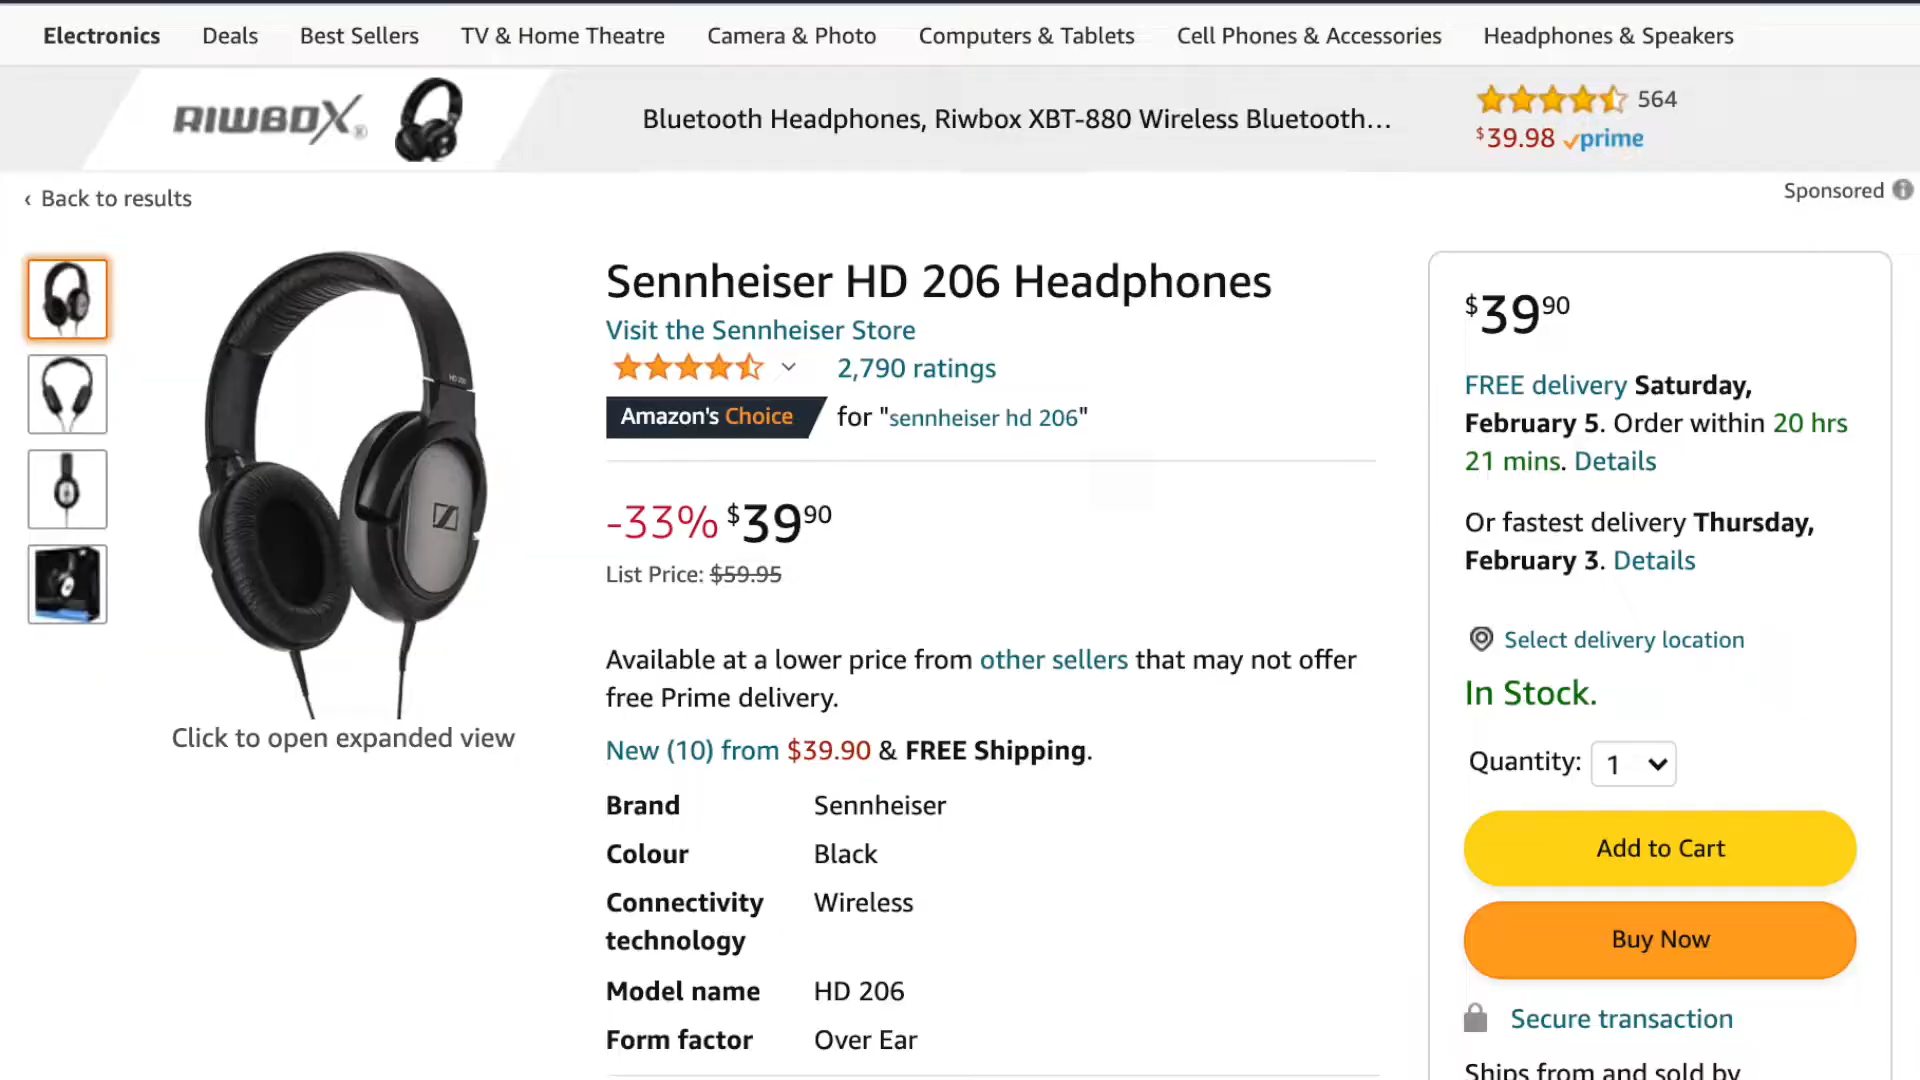 Electronics Deals Best Sellers TV & Home Theatre Camera & Photo Computers & Tablets Cell Phones & Accessories Headphones & Speakers
RIWBOX®
Bluetooth Headphones, Riwbox XBT-880 Wireless Bluetooth…
564
$39.98 prime
‹ Back to results
Sponsored
Click to open expanded view
Sennheiser HD 206 Headphones
Visit the Sennheiser Store
2,790 ratings
Amazon's Choice for "sennheiser hd 206"
-33% $39 90
List Price: $59.95
Available at a lower price from other sellers that may not offer
free Prime delivery.
New (10) from $39.90 & FREE Shipping.
Brand Sennheiser
Colour Black
Connectivity Wireless
technology
Model name HD 206
Form factor Over Ear
$39 90
FREE delivery Saturday,
February 5. Order within 20 hrs
21 mins. Details
Or fastest delivery Thursday,
February 3. Details
Select delivery location
In Stock.
Quantity: 1
Add to Cart
Buy Now
Secure transaction
Ships from and sold by